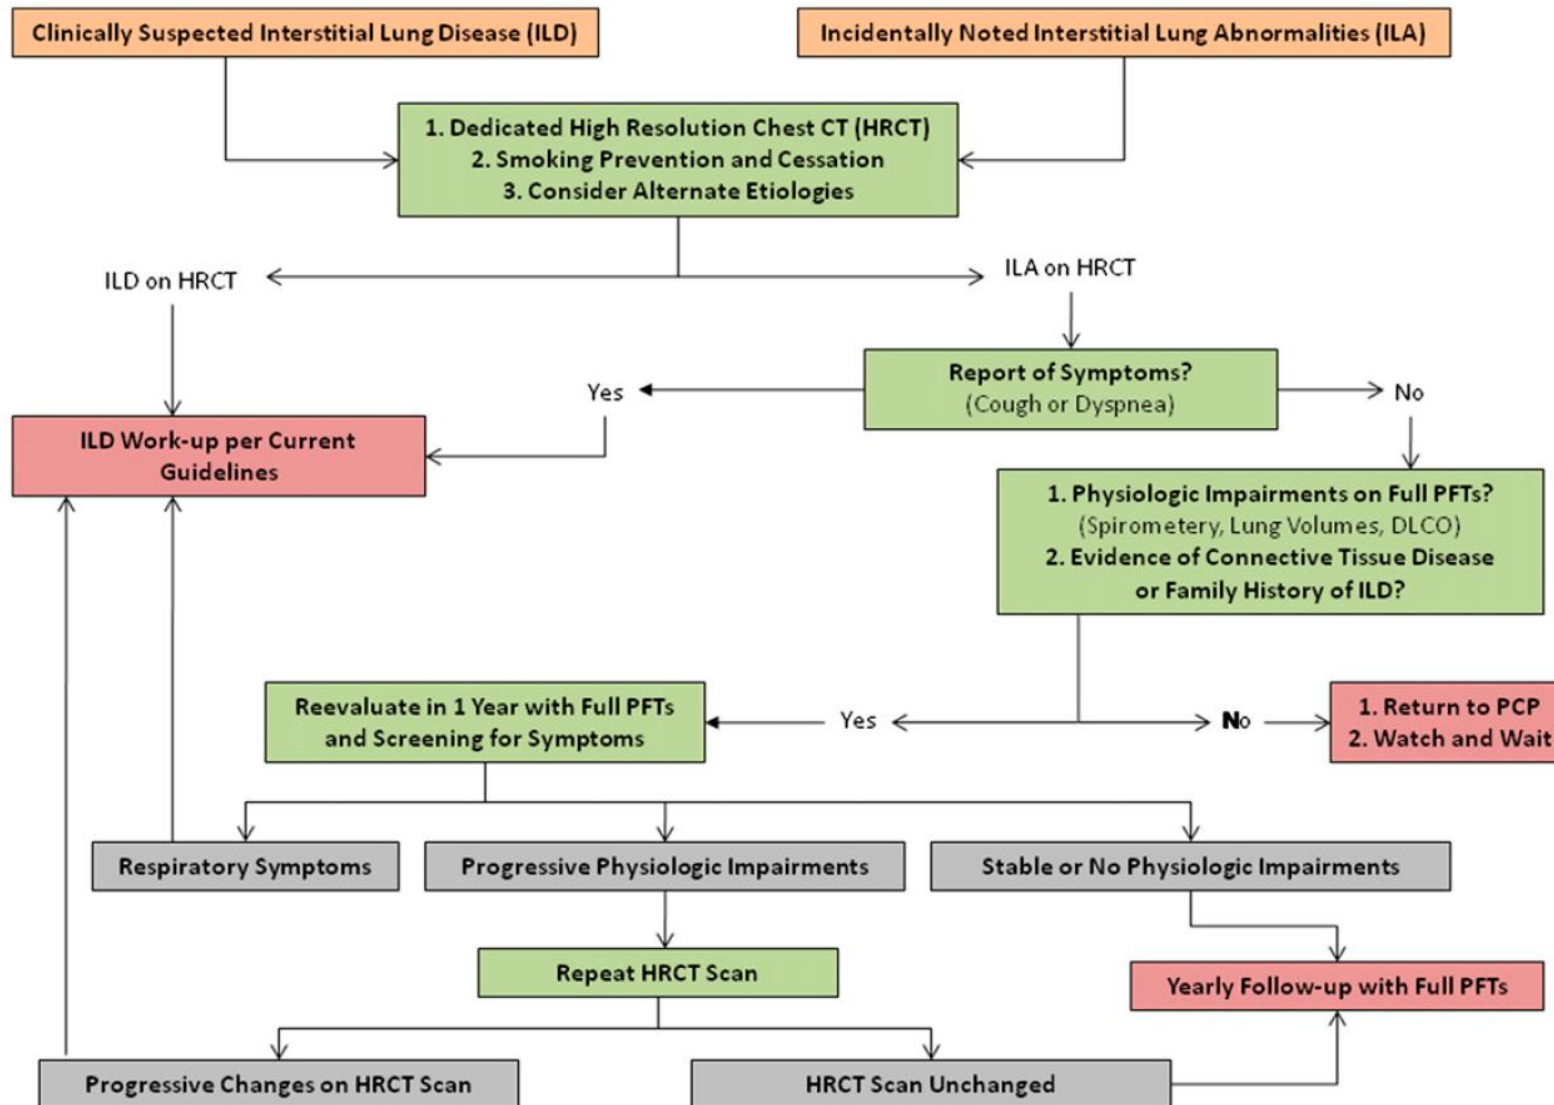 Clinically Suspected Interstitial Lung Disease (ILD)
Incidentally Noted Interstitial Lung Abnormalities (ILA)
1. Dedicated High Resolution Chest CT (HRCT)
2. Smoking Prevention and Cessation
3. Consider Alternate Etiologies
ILD on HRCT
ILA on HRCT
Report of Symptoms?
(Cough or Dyspnea)
Yes
No
ILD Work-up per Current
Guidelines
1. Physiologic Impairments on Full PFTs?
(Spirometery, Lung Volumes, DLCO)
2. Evidence of Connective Tissue Disease
or Family History of ILD?
Reevaluate in 1 Year with Full PFTs
and Screening for Symptoms
Yes
No
1. Return to PCP
2. Watch and Wait
Respiratory Symptoms
Progressive Physiologic Impairments
Stable or No Physiologic Impairments
Repeat HRCT Scan
Yearly Follow-up with Full PFTs
Progressive Changes on HRCT Scan
HRCT Scan Unchanged